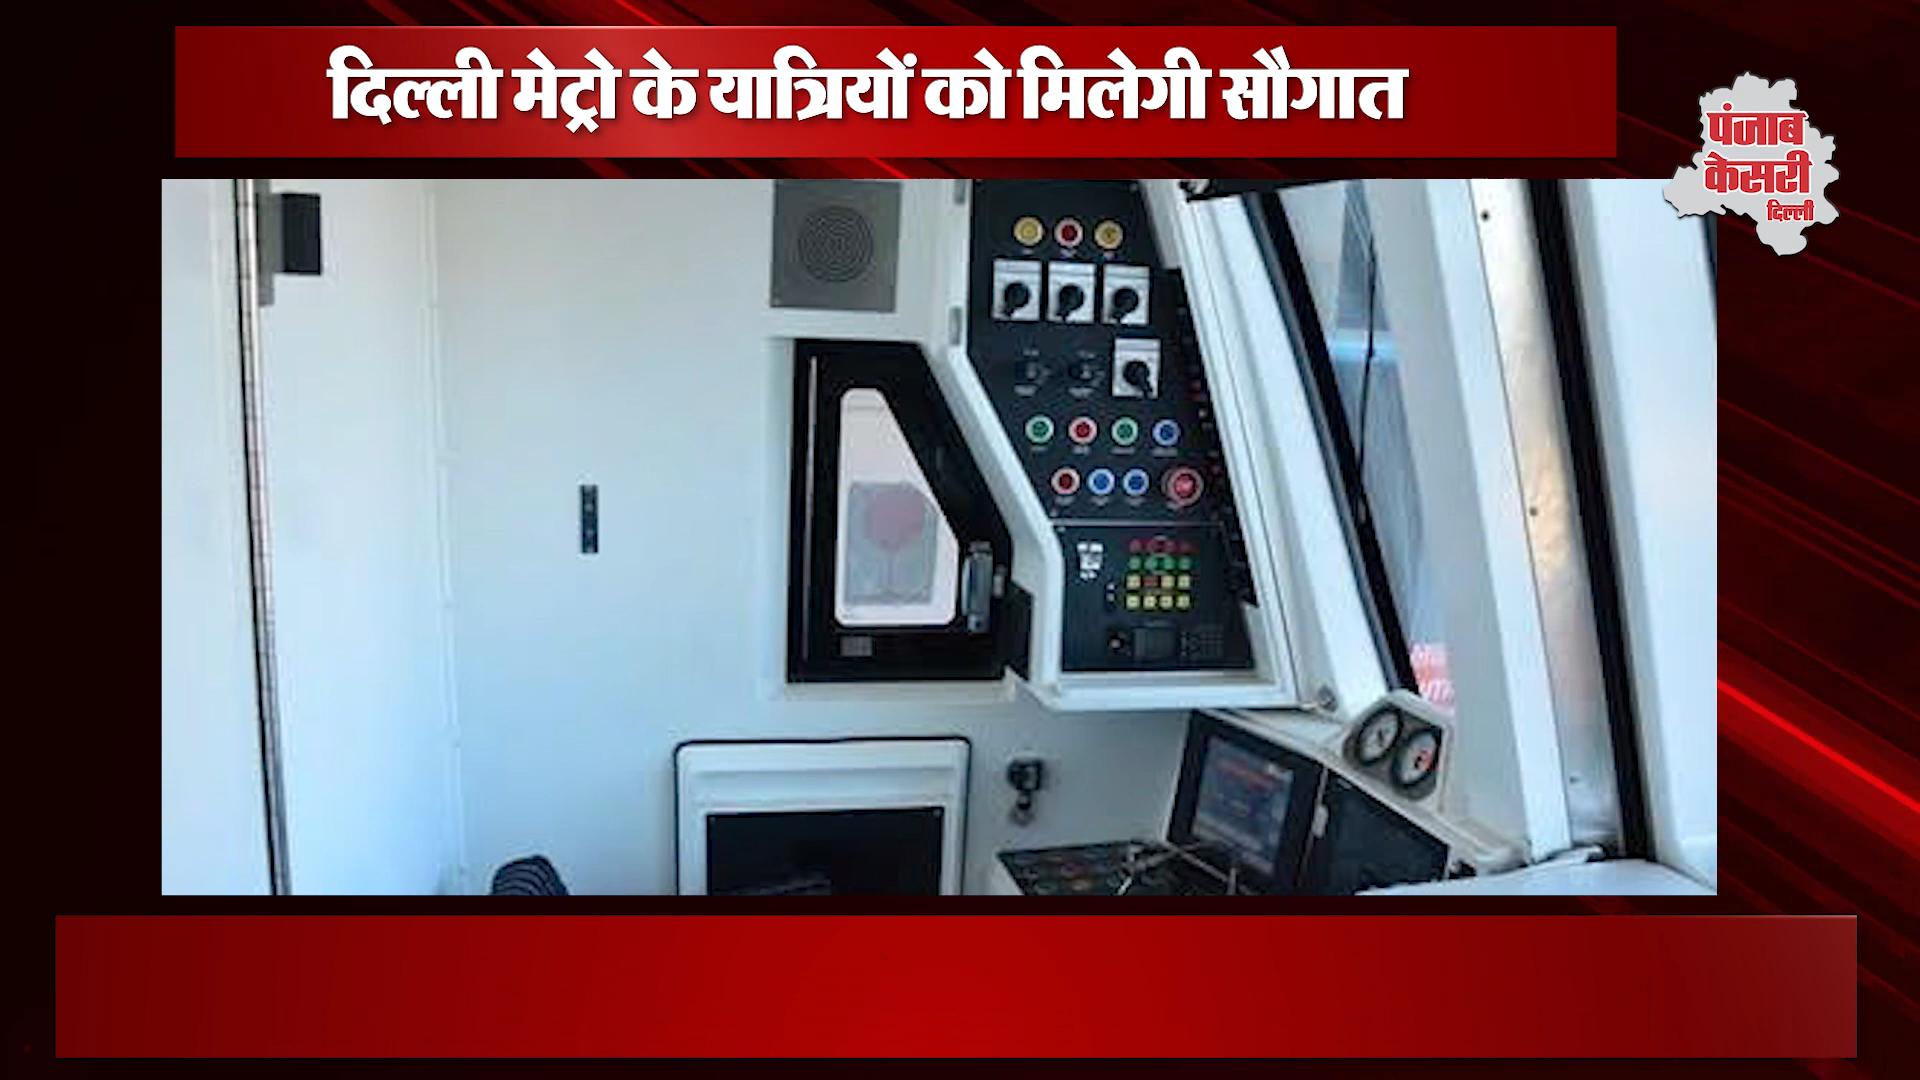 दिल्ली मेट्रो के यात्रियों को मिलेगी सौगात
पंजाब
केसरी
दिल्ली